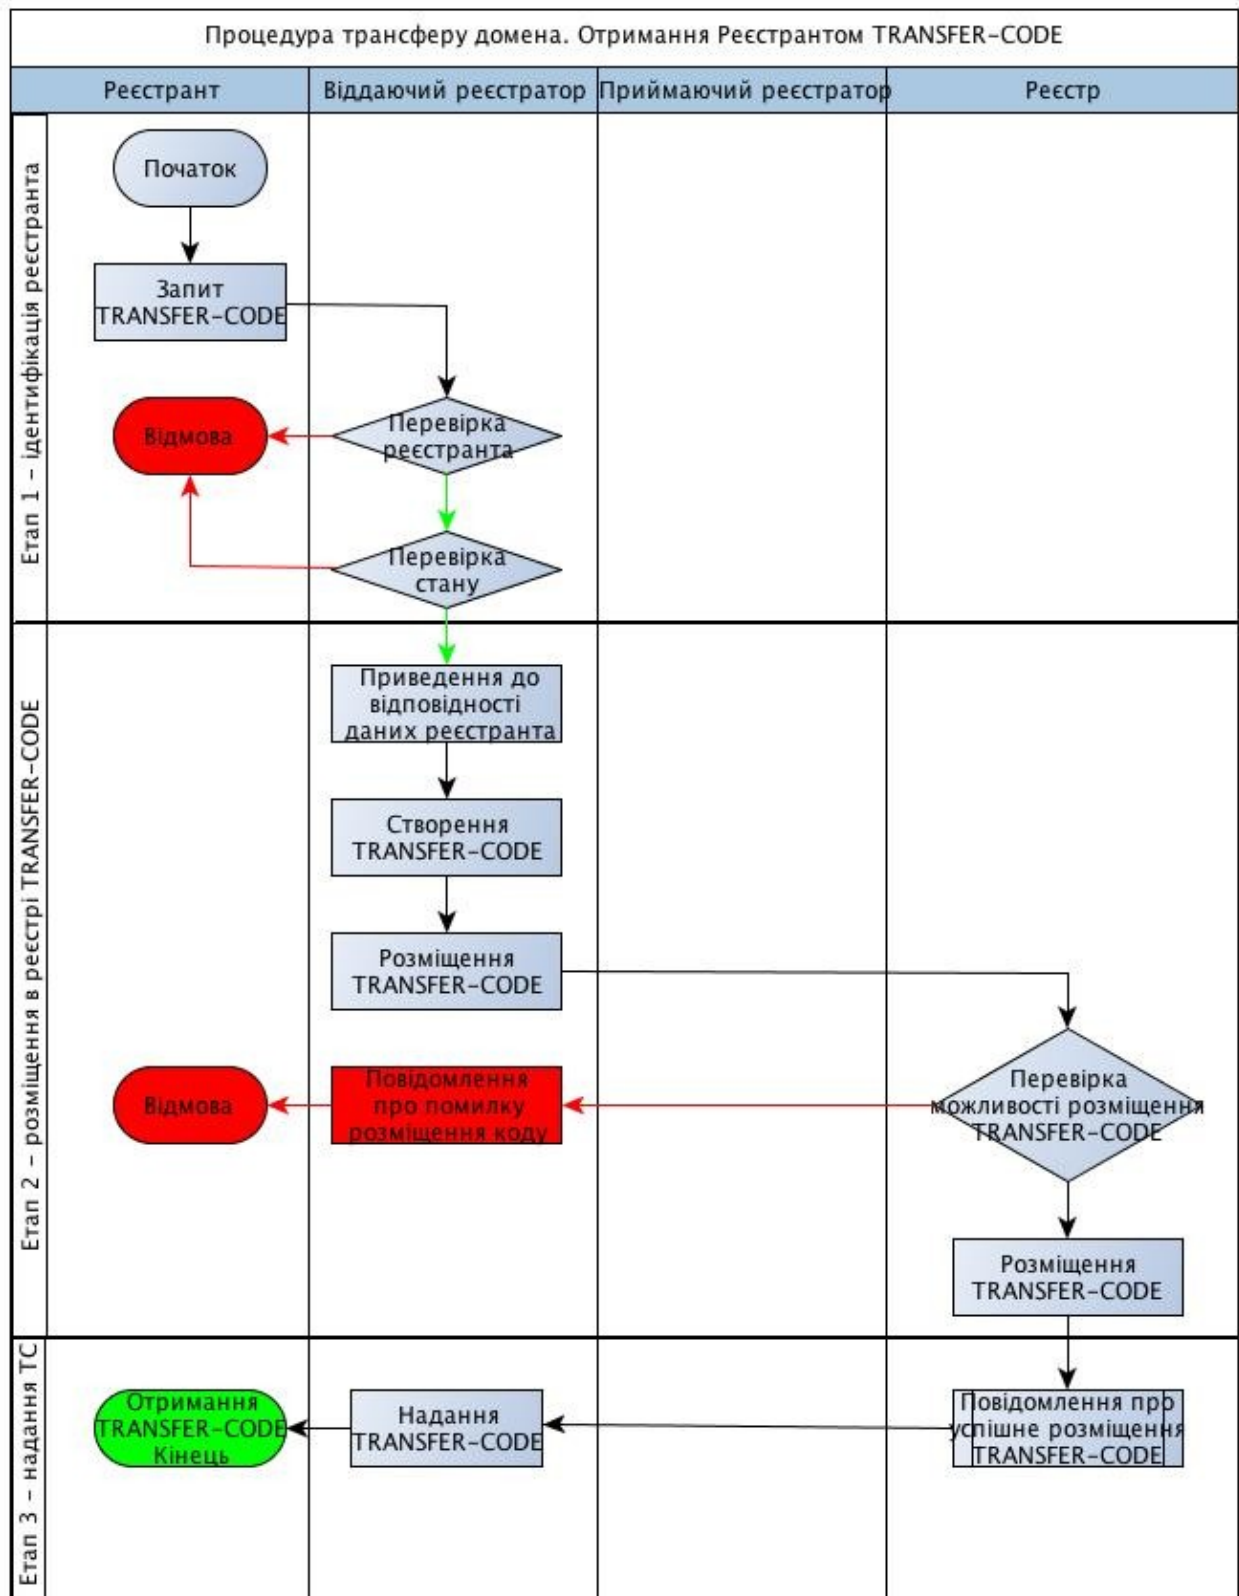 Процедура трансферу домена. Отримання Реєстрантом TRANSFER-CODE
Реєстрант
Віддаючий реєстратор
Приймаючий реєстратор
Реєстр
Етап 1 – ідентифікація реєстранта
Початок
Запит
TRANSFER-CODE
Перевірка
реєстранта
Відмова
Перевірка
стану
Етап 2 – розміщення в реєстрі TRANSFER-CODE
Приведення до
відповідності
даних реєстранта
Створення
TRANSFER-CODE
Розміщення
TRANSFER-CODE
Перевірка
можливості розміщення
TRANSFER-CODE
Повідомлення
про помилку
розміщення коду
Відмова
Розміщення
TRANSFER-CODE
Етап 3 – надання ТС
Повідомлення про
успішне розміщення
TRANSFER-CODE
Надання
TRANSFER-CODE
Отримання
TRANSFER-CODE
Кінець